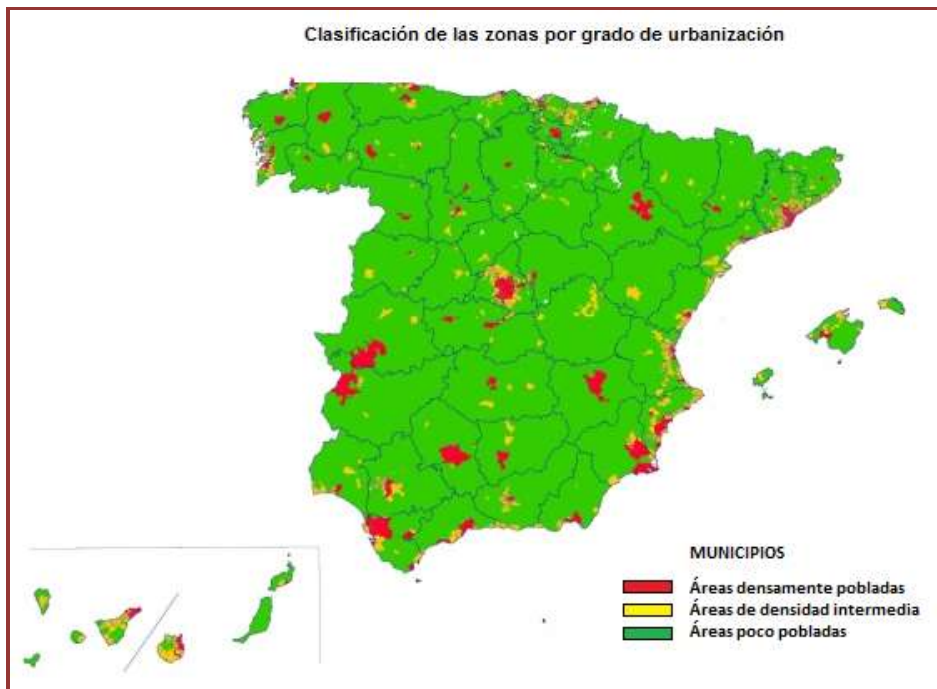 Clasificación de las zonas por grado de urbanización
MUNICIPIOS
Áreas densamente pobladas
Áreas de densidad intermedia
Áreas poco pobladas